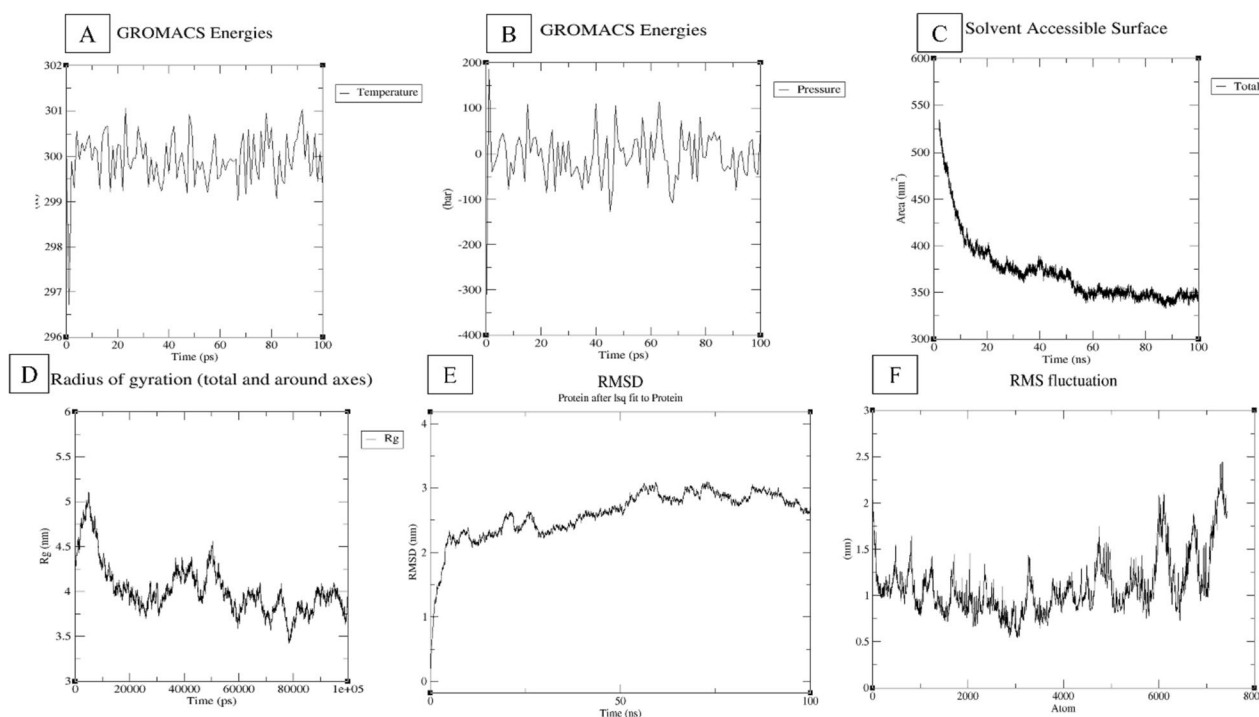 A GROMACS Energies
302
301
300
299
298
297
296
0 20 40 60 80 100
Time (ps)
Temperature
B GROMACS Energies
(bar)
200
100
0
-100
-200
-300
-400
0 20 40 60 80 100
Time (ps)
Pressure
C Solvent Accessible Surface
Area (nm²)
600
550
500
450
400
350
300
0 20 40 60 80 100
Time (ns)
Total
D Radius of gyration (total and around axes)
Rg (nm)
6
5.5
5
4.5
4
3.5
3
0 20000 40000 60000 80000 1e+05
Time (ps)
Rg
E RMSD
Protein after lsq fit to Protein
RMSD (nm)
4
3
2
1
0
0 50 100
Time (ns)
F RMS fluctuation
(nm)
3
2.5
2
1.5
1
0.5
0
0 2000 4000 6000 800
Atom